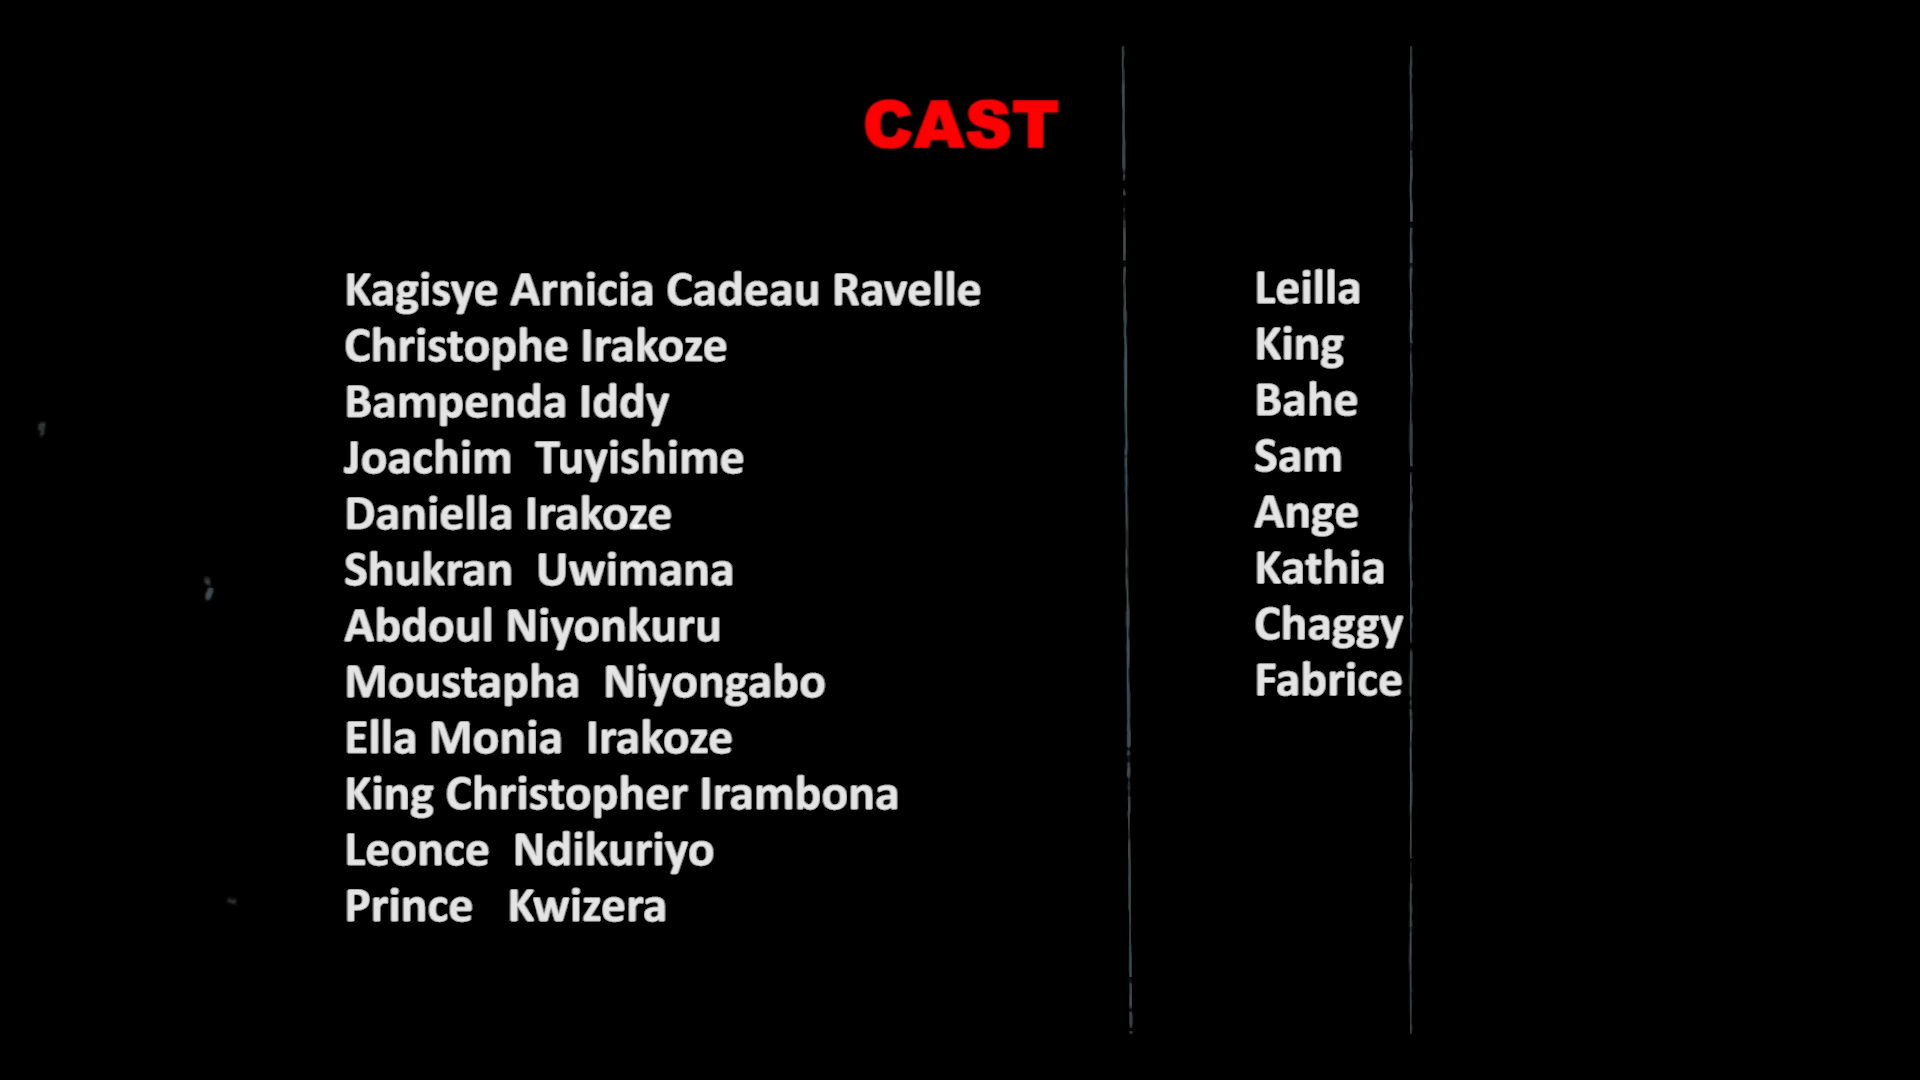 CAST
Kagisye Arnicia Cadeau Ravelle Leilla
Christophe Irakoze King
Bampenda Iddy Bahe
Joachim Tuyishime Sam
Daniella Irakoze Ange
Shukran Uwimana Kathia
Abdoul Niyonkuru Chaggy
Moustapha Niyongabo Fabrice
Ella Monia Irakoze
King Christopher Irambona
Leonce Ndikuriyo
Prince Kwizera